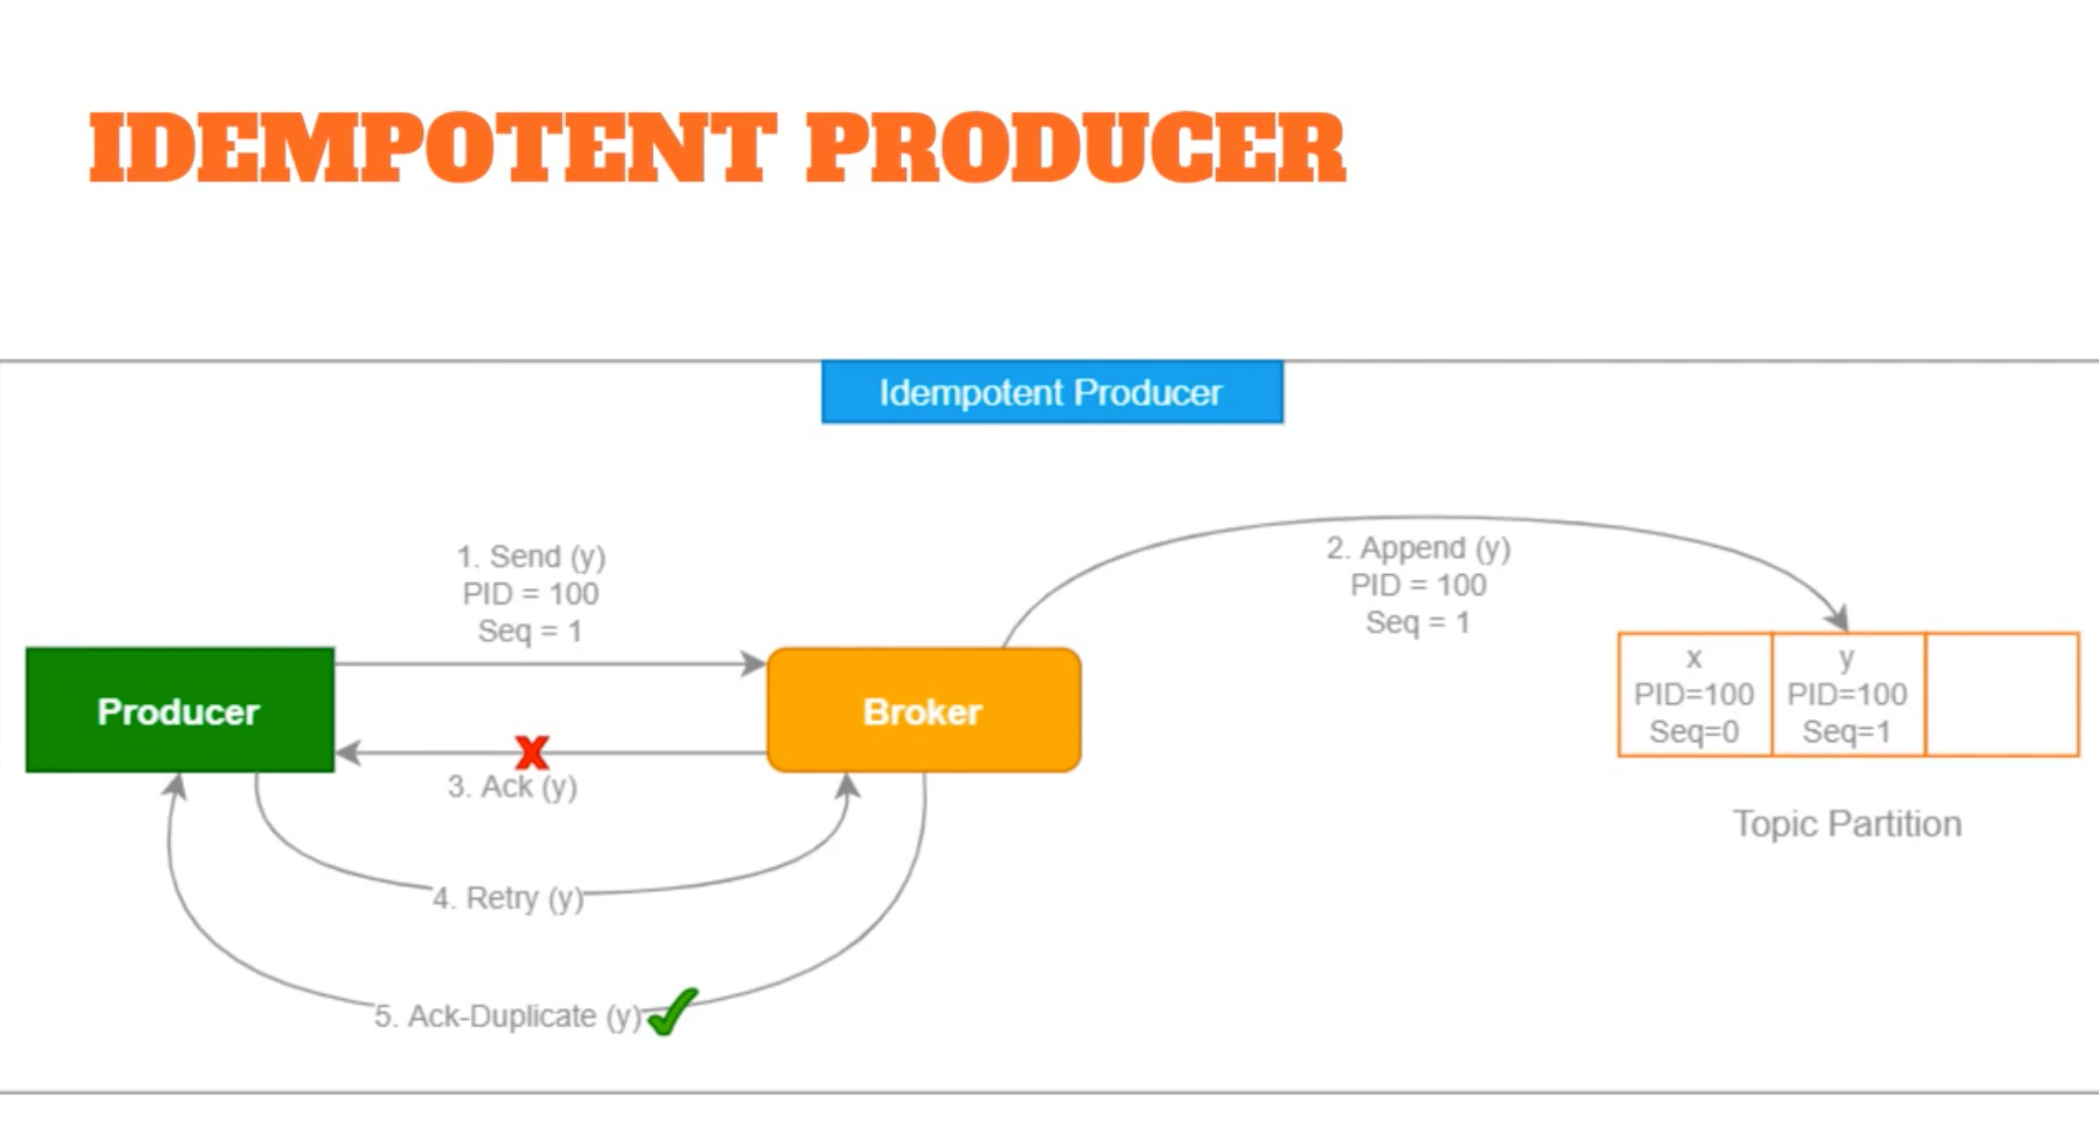 IDEMPOTENT PRODUCER
Idempotent Producer
1. Send (y)
PID = 100
Seq = 1
2. Append (y)
PID = 100
Seq = 1
Producer
Broker
3. Ack (y)
x
PID=100
Seq=0
y
PID=100
Seq=1
Topic Partition
4. Retry (y)
5. Ack-Duplicate (y)